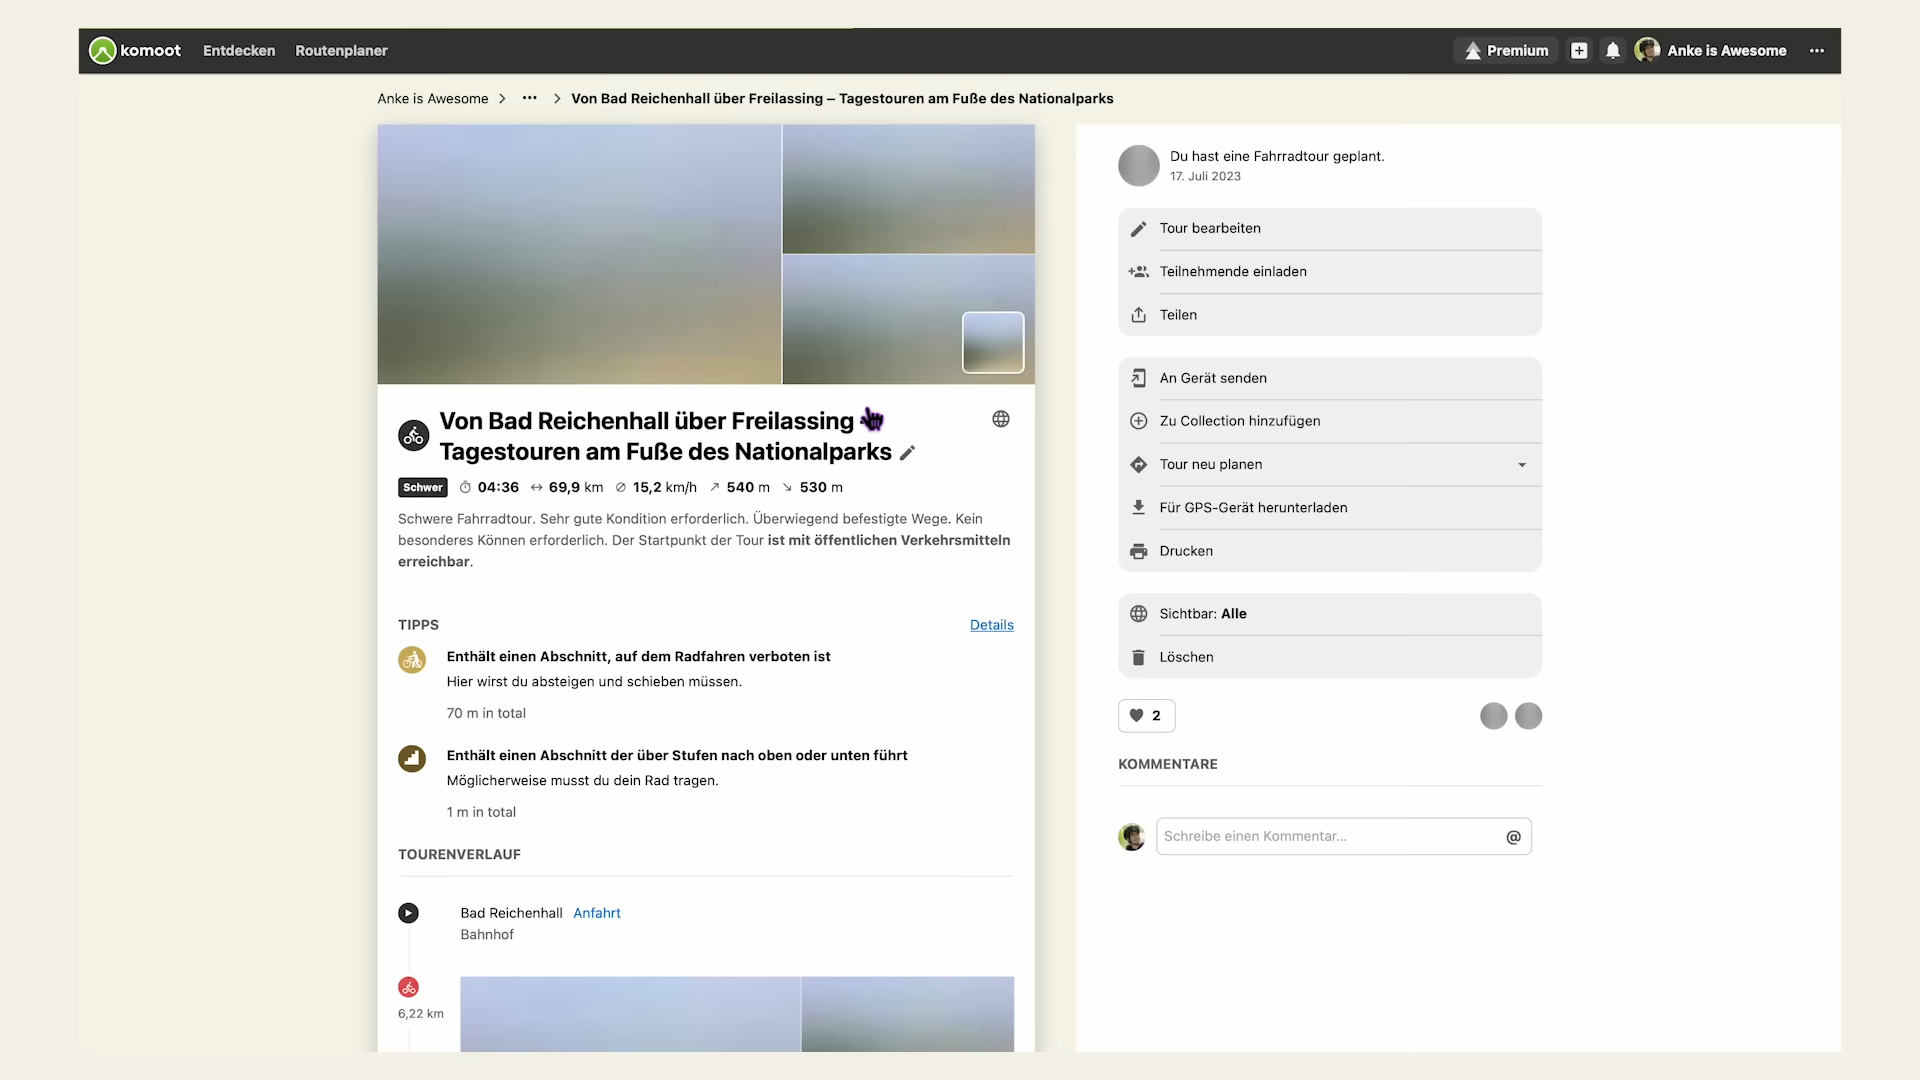 komoot Entdecken Routenplaner Premium Anke is Awesome
Anke is Awesome > ··· > Von Bad Reichenhall über Freilassing – Tagestouren am Fuße des Nationalparks
Von Bad Reichenhall über Freilassing
Tagestouren am Fuße des Nationalparks
Schwer 04:36 69,9 km 15,2 km/h 540 m 530 m
Schwere Fahrradtour. Sehr gute Kondition erforderlich. Überwiegend befestigte Wege. Kein
besonderes Können erforderlich. Der Startpunkt der Tour ist mit öffentlichen Verkehrsmitteln
erreichbar.
TIPPS Details
Enthält einen Abschnitt, auf dem Radfahren verboten ist
Hier wirst du absteigen und schieben müssen.
70 m in total
Enthält einen Abschnitt der über Stufen nach oben oder unten führt
Möglicherweise musst du dein Rad tragen.
1 m in total
TOURENVERLAUF
Bad Reichenhall Anfahrt
Bahnhof
6,22 km
Du hast eine Fahrradtour geplant.
17. Juli 2023
Tour bearbeiten
Teilnehmende einladen
Teilen
An Gerät senden
Zu Collection hinzufügen
Tour neu planen
Für GPS-Gerät herunterladen
Drucken
Sichtbar: Alle
Löschen
2
KOMMENTARE
Schreibe einen Kommentar... @